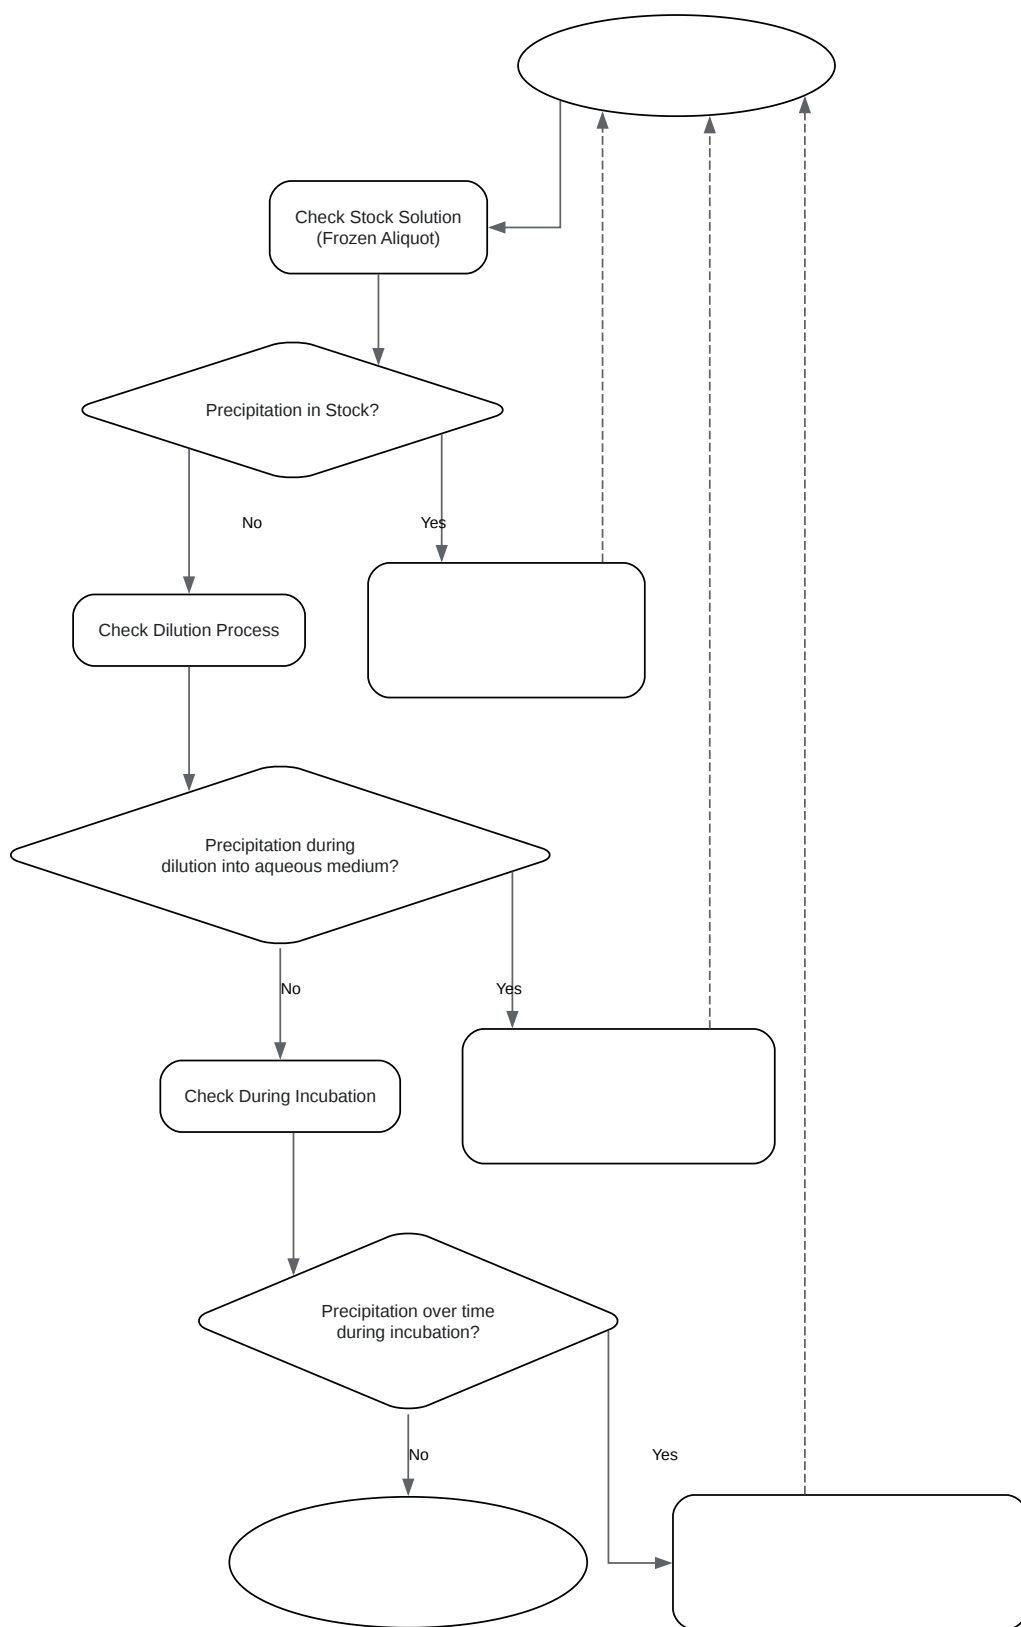 Check Stock Solution
(Frozen Aliquot)
Precipitation in Stock?
No
Yes
Check Dilution Process
Precipitation during
dilution into aqueous medium?
No
Yes
Check During Incubation
Precipitation over time
during incubation?
No
Yes